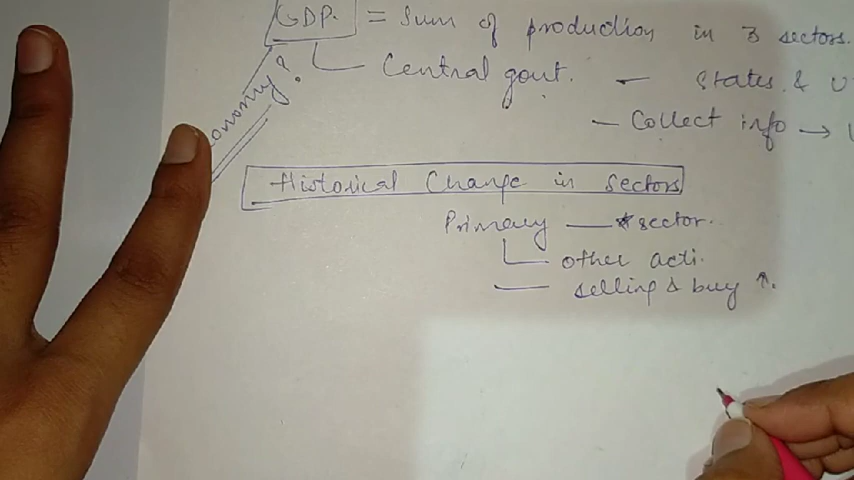 GDP. = Sum of production in 3 sectors.
Central govt. — States &
— Collect info →
Historical Change in Sectors
Primary — * sector.
other acti.
— selling & buy ↑.